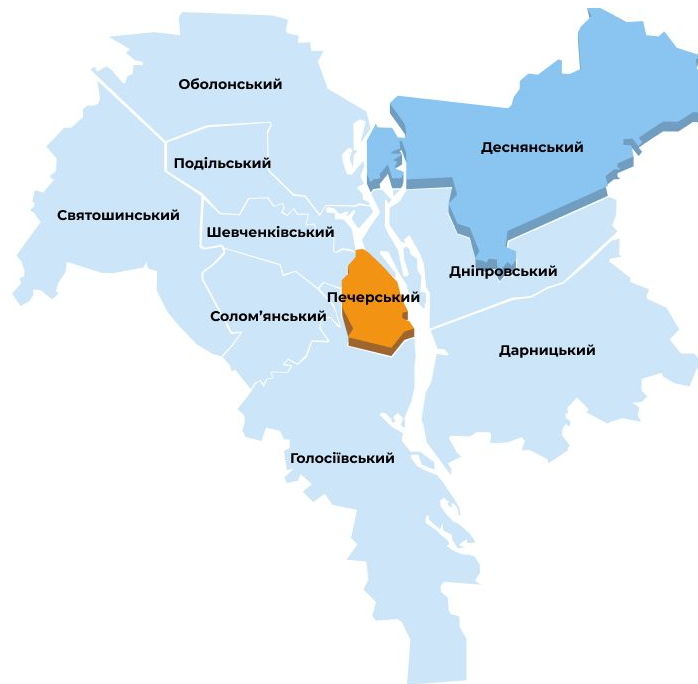 Оболонський
Деснянський
Подільський
Святошинський
Шевченківський
Дніпровський
Печерський
Солом’янський
Дарницький
Голосіївський